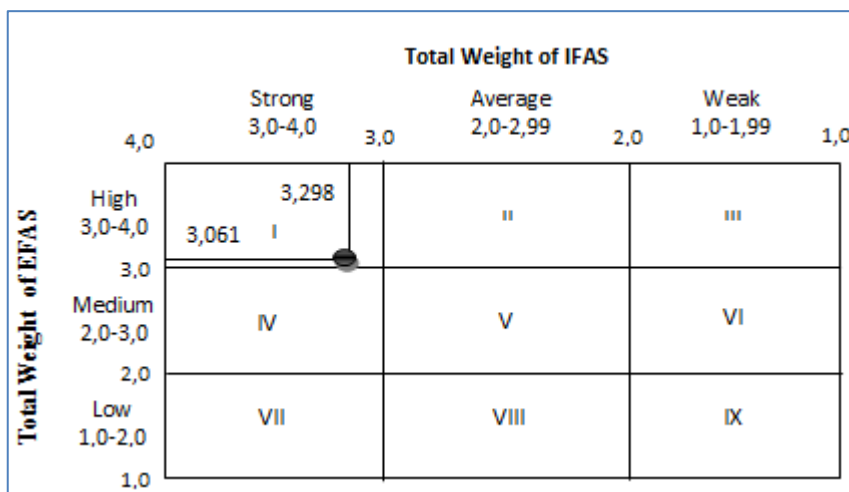 Total Weight of IFAS
Strong Average Weak
3,0-4,0 2,0-2,99 1,0-1,99
4,0 3,0 2,0 1,0
Total Weight of EFAS
High
3,0-4,0
3,298
3,061
I II III
3,0
Medium
2,0-3,0
IV V VI
2,0
Low
1,0-2,0
VII VIII IX
1,0